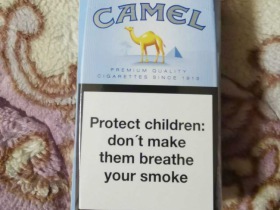 CAMEL
PREMIUM QUALITY
CIGARETTES SINCE 1913
Protect children:
don´t make
them breathe
your smoke